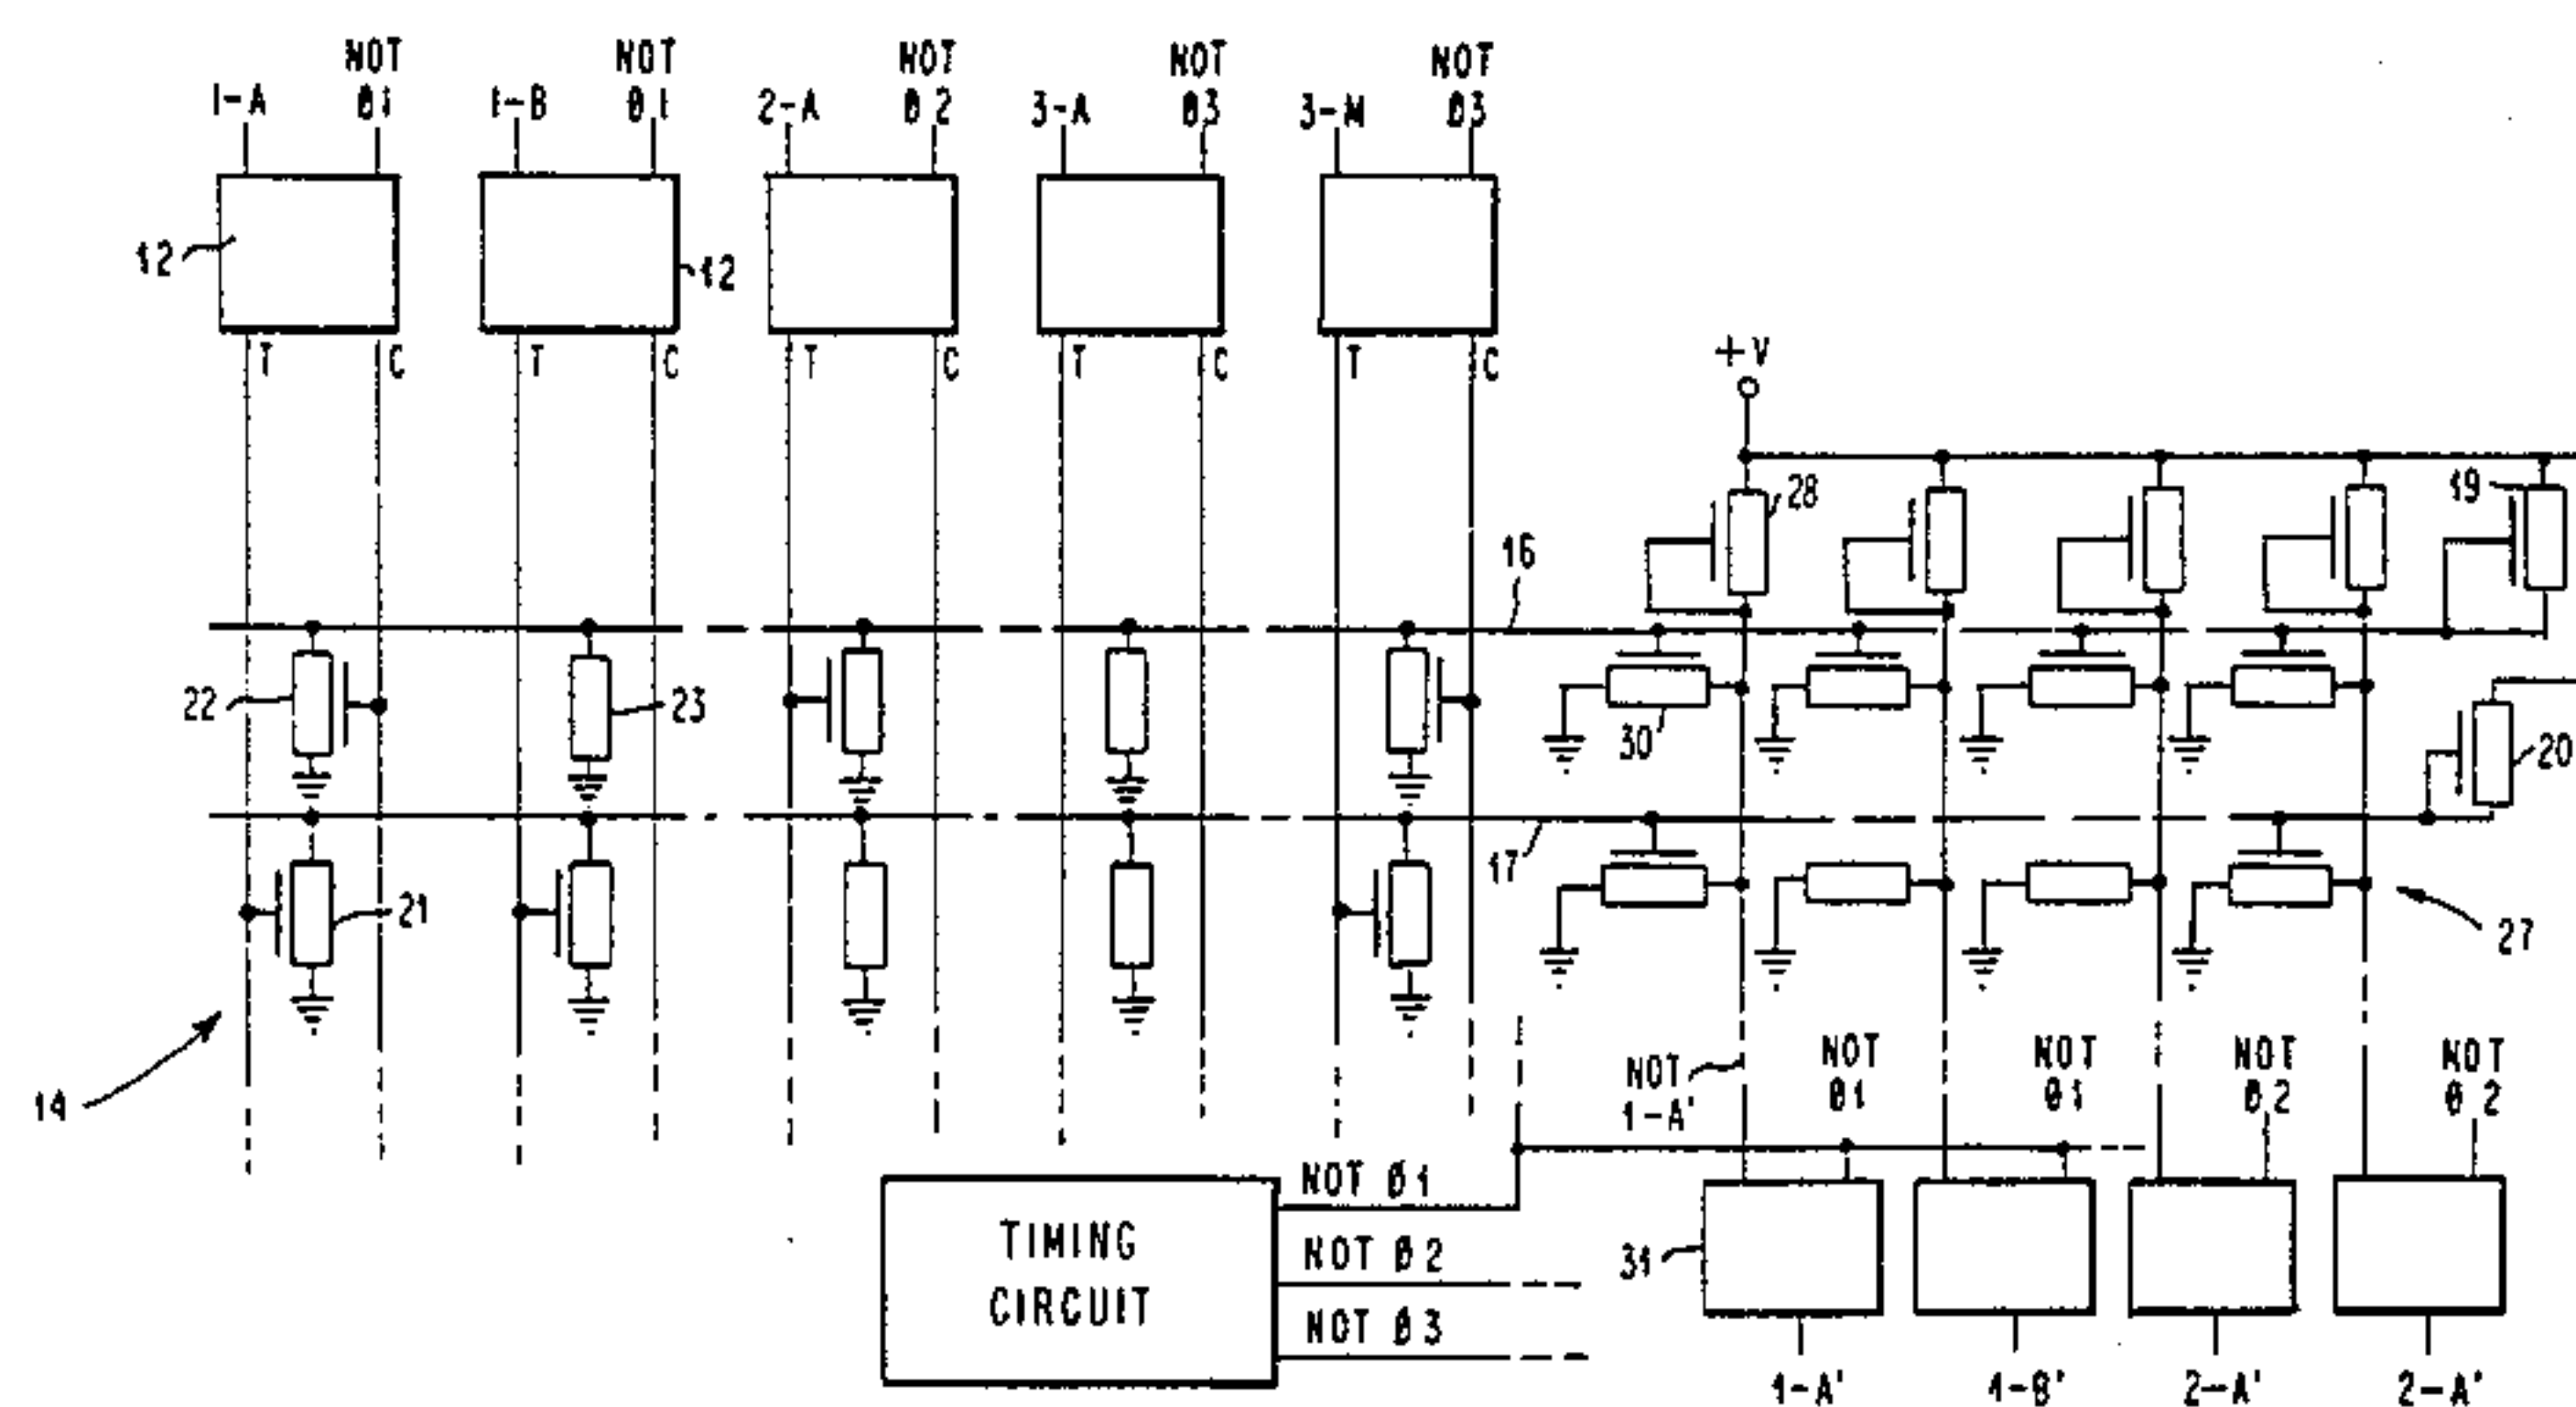 NOT NOT NOT NOT NOT
1-A Ø1 1-B Ø1 2-A Ø2 3-A Ø3 3-M Ø3
12 12
T C T C T C T C T C
+V
28 19
16
22 23 30 20
17
21 27
14
NOT 1-A' NOT Ø1 NOT Ø1 NOT Ø2 NOT Ø2
TIMING CIRCUIT
NOT Ø1
NOT Ø2
NOT Ø3
31
1-A' 1-B' 2-A' 2-A'